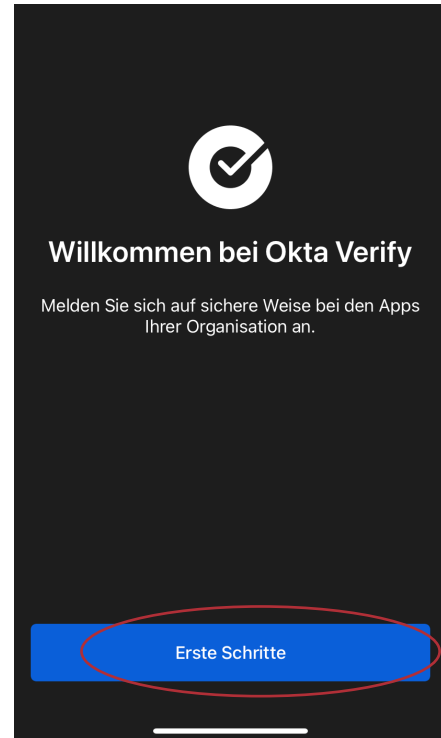 Willkommen bei Okta Verify
Melden Sie sich auf sichere Weise bei den Apps
Ihrer Organisation an.
Erste Schritte